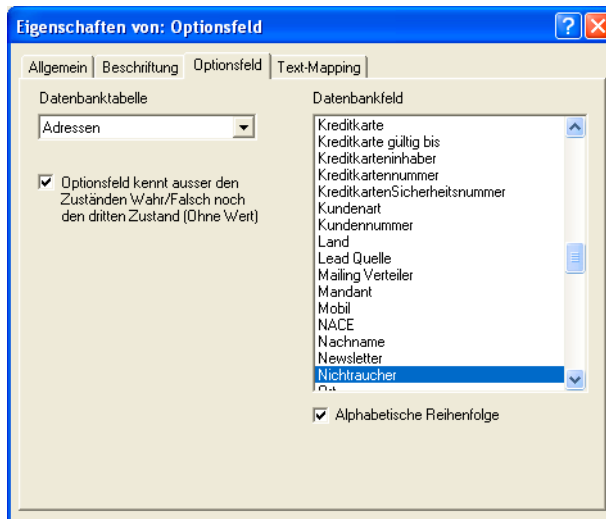 Eigenschaften von: Optionsfeld
Allgemein Beschriftung Optionsfeld Text-Mapping
Datenbanktabelle
Adressen
Optionsfeld kennt ausser den
Zuständen Wahr/Falsch noch
den dritten Zustand (Ohne Wert)
Datenbankfeld
Kreditkarte
Kreditkarte gültig bis
Kreditkarteninhaber
Kreditkartennummer
KreditkartenSicherheitsnummer
Kundenart
Kundennummer
Land
Lead Quelle
Mailing Verteiler
Mandant
Mobil
NACE
Nachname
Newsletter
Nichtraucher
Alphabetische Reihenfolge